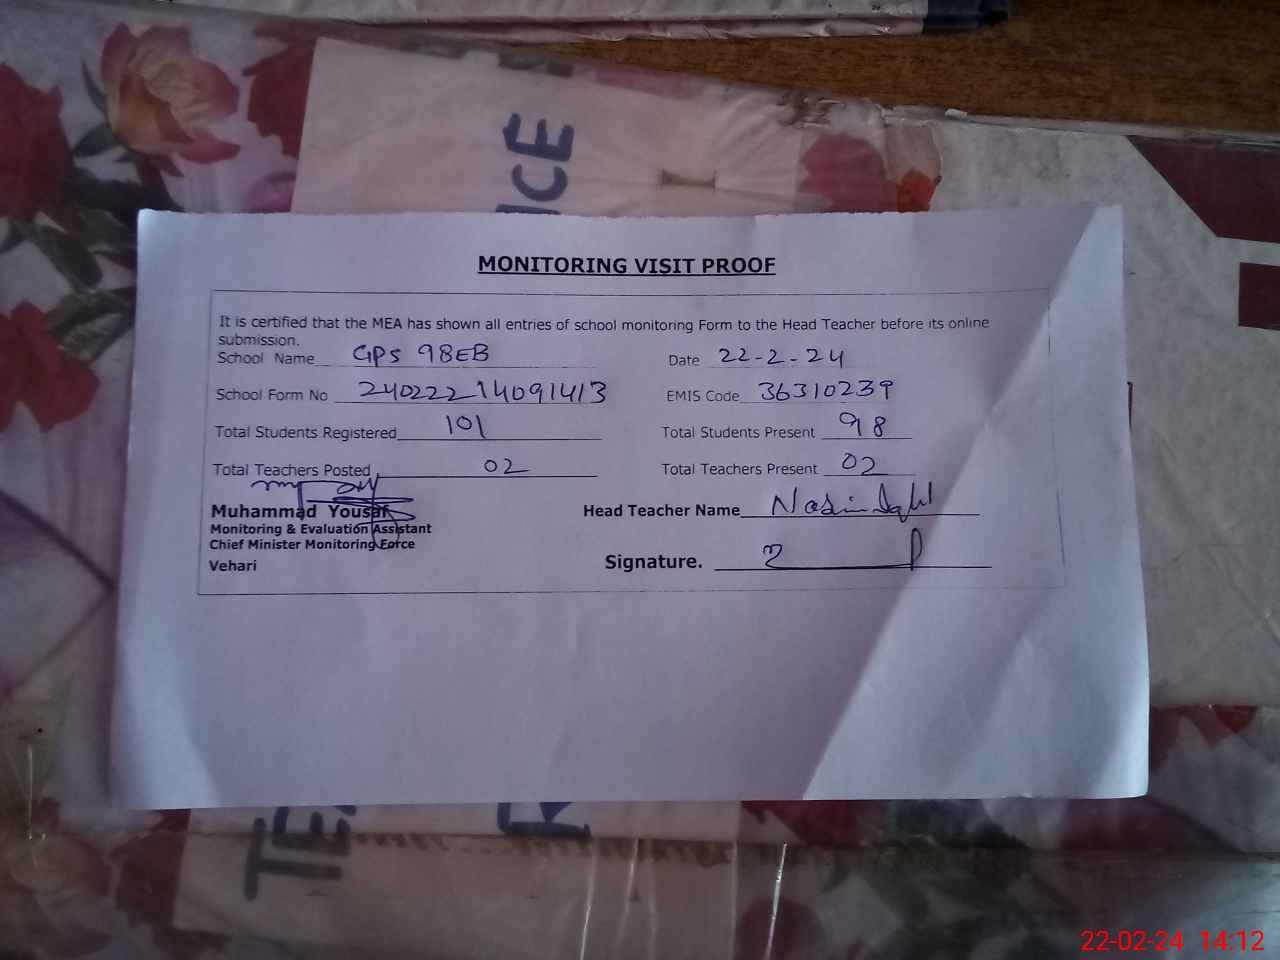 MONITORING VISIT PROOF
It is certified that the MEA has shown all entries of school monitoring Form to the Head Teacher before its online
submission.
School Name GPS 98EB Date 22-2-24
School Form No 24022214091413 EMIS Code 36310239
Total Students Registered 101 Total Students Present 98
Total Teachers Posted 02 Total Teachers Present 02
Muhammad Yousaf Head Teacher Name
Monitoring & Evaluation Assistant
Chief Minister Monitoring Force
Vehari Signature.
22-02-24 14:12